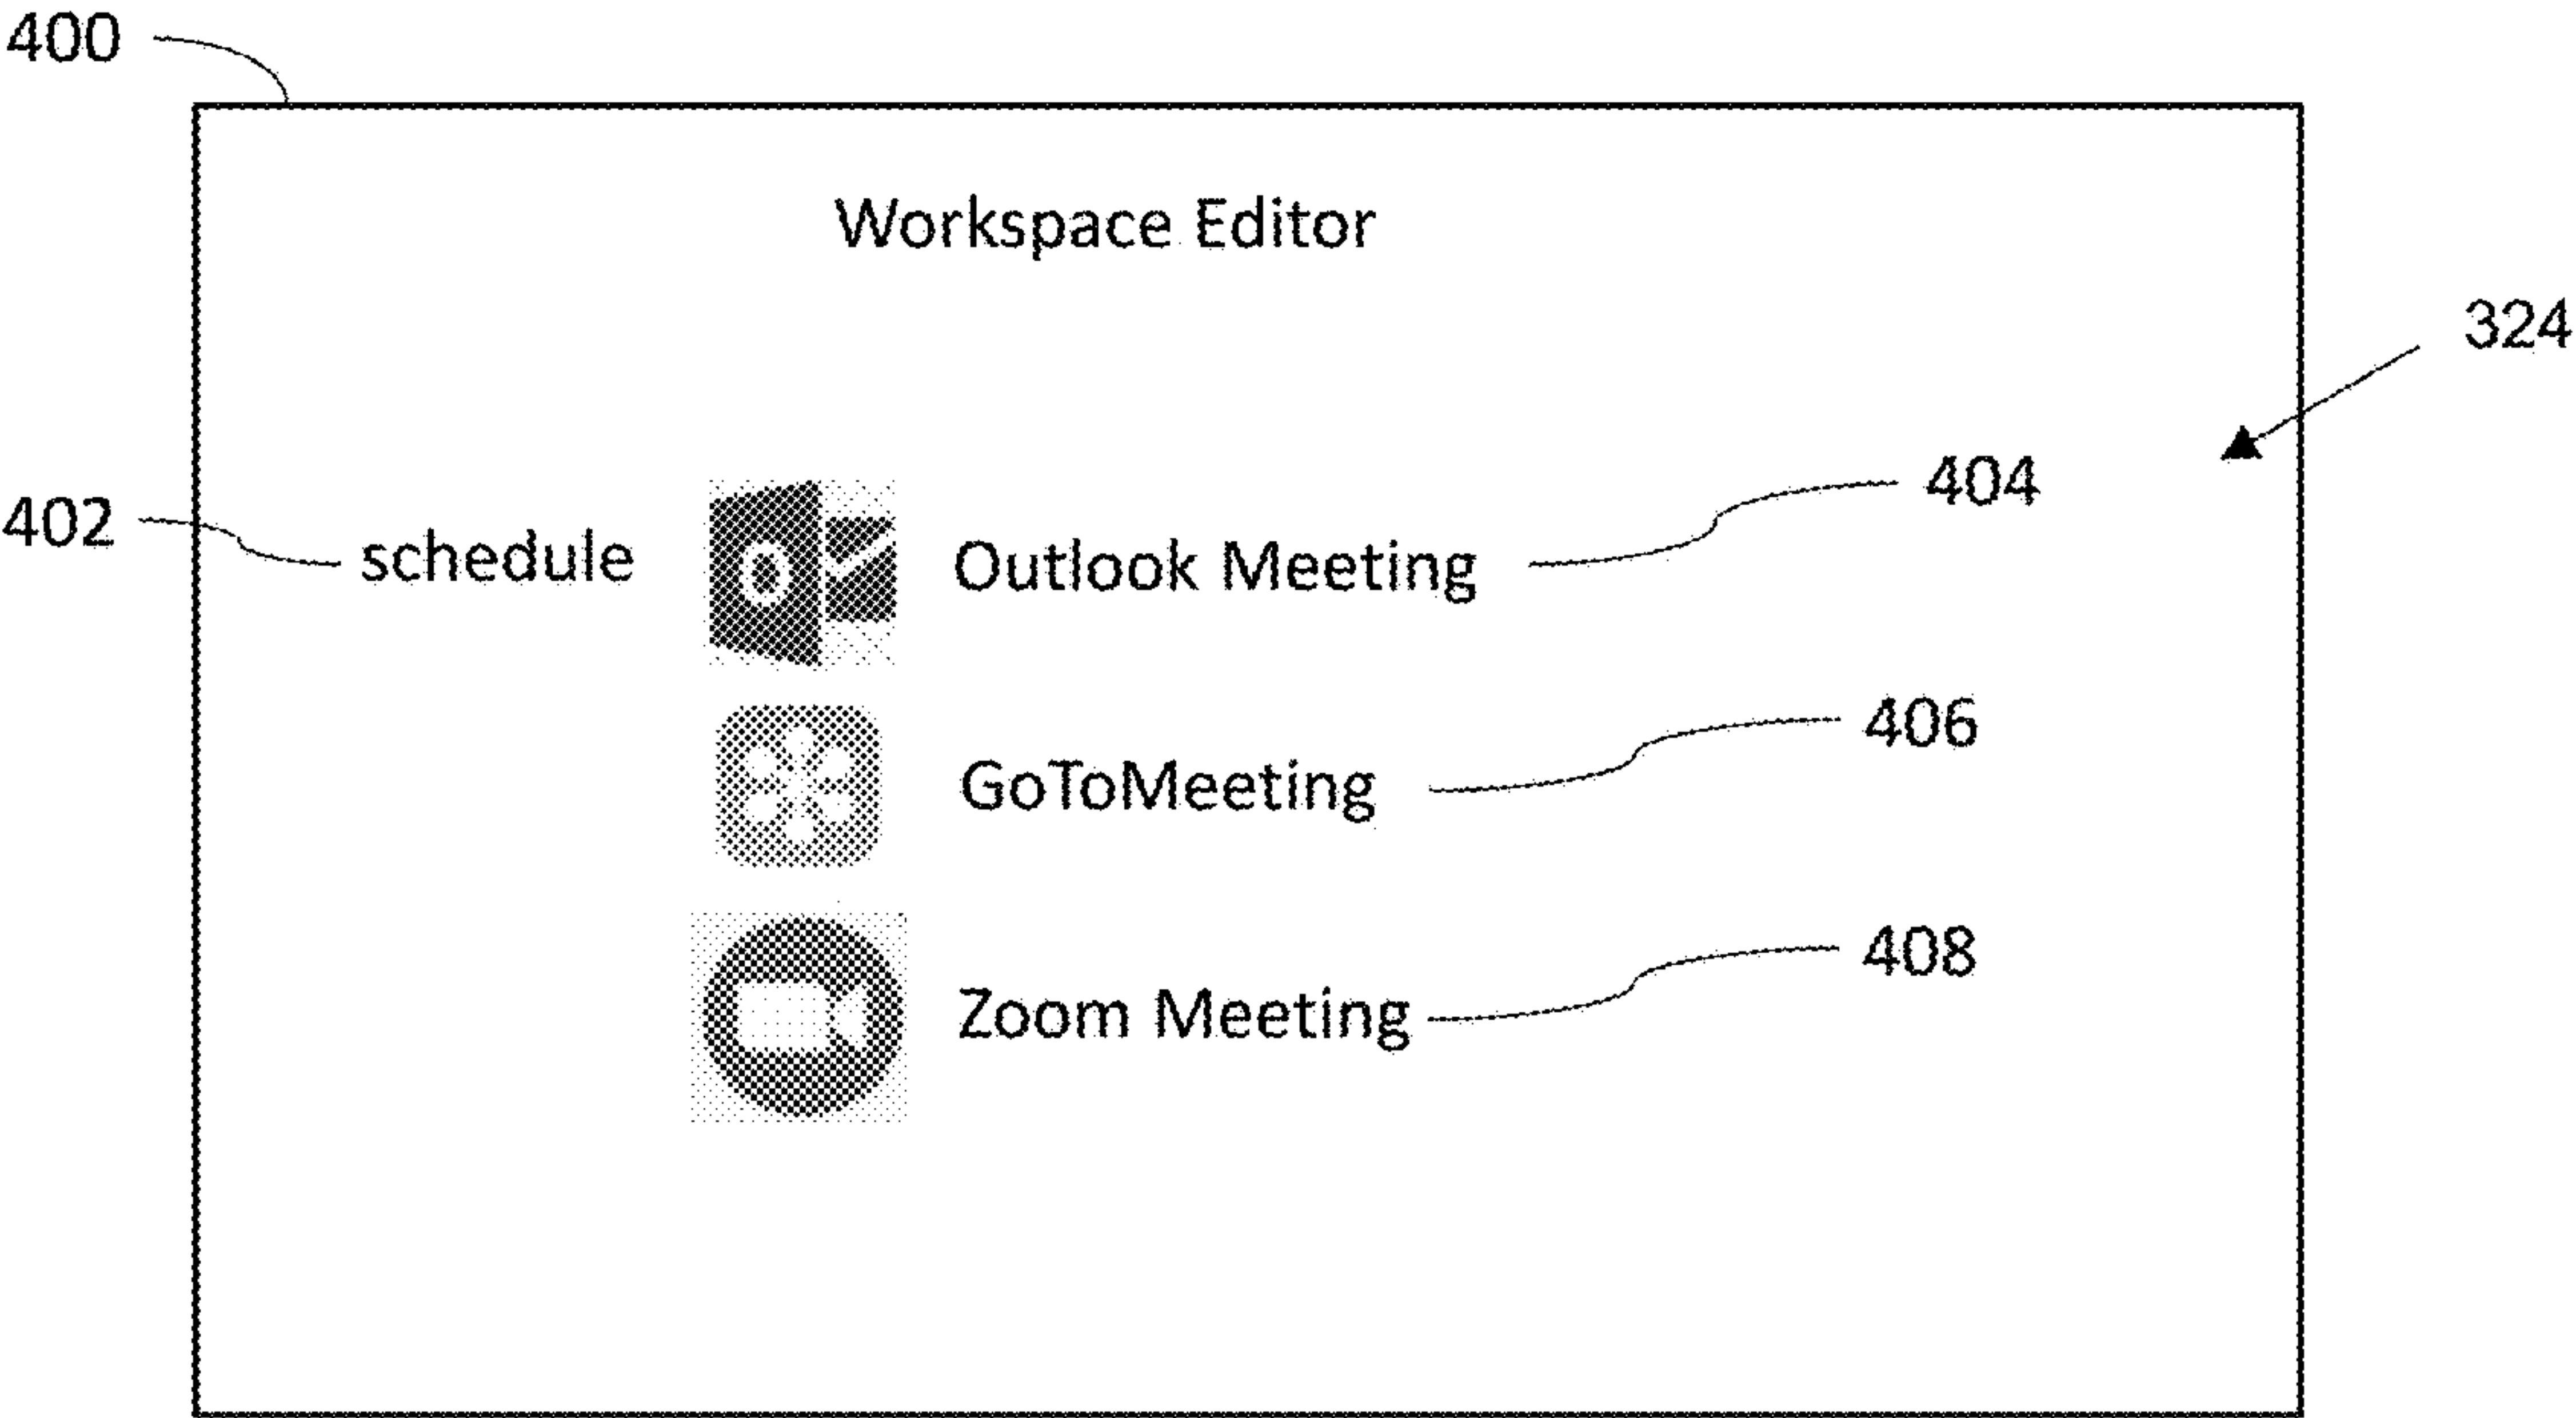 400
Workspace Editor
324
402 schedule Outlook Meeting 404
GoToMeeting 406
Zoom Meeting 408